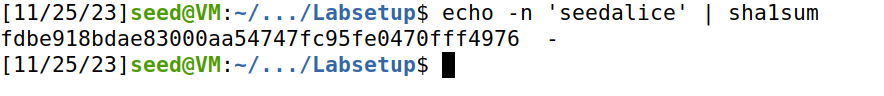 [11/25/23]seed@VM:~/.../Labsetup$ echo -n 'seedalice' | sha1sum
fdbe918bdae83000aa54747fc95fe0470fff4976  -
[11/25/23]seed@VM:~/.../Labsetup$